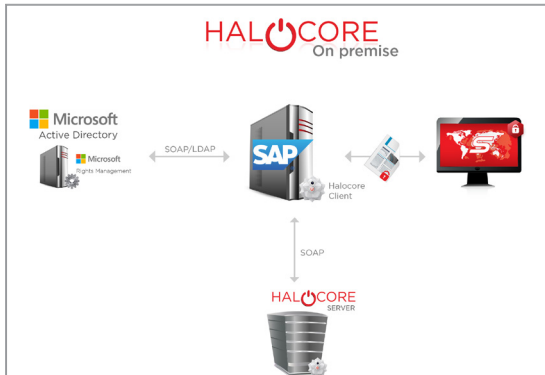 HALOCORE
On premise
Microsoft
Active Directory
Microsoft
Rights Management
SOAP/LDAP
SAP
Halocore
Client
S
SOAP
HALOCORE
SERVER